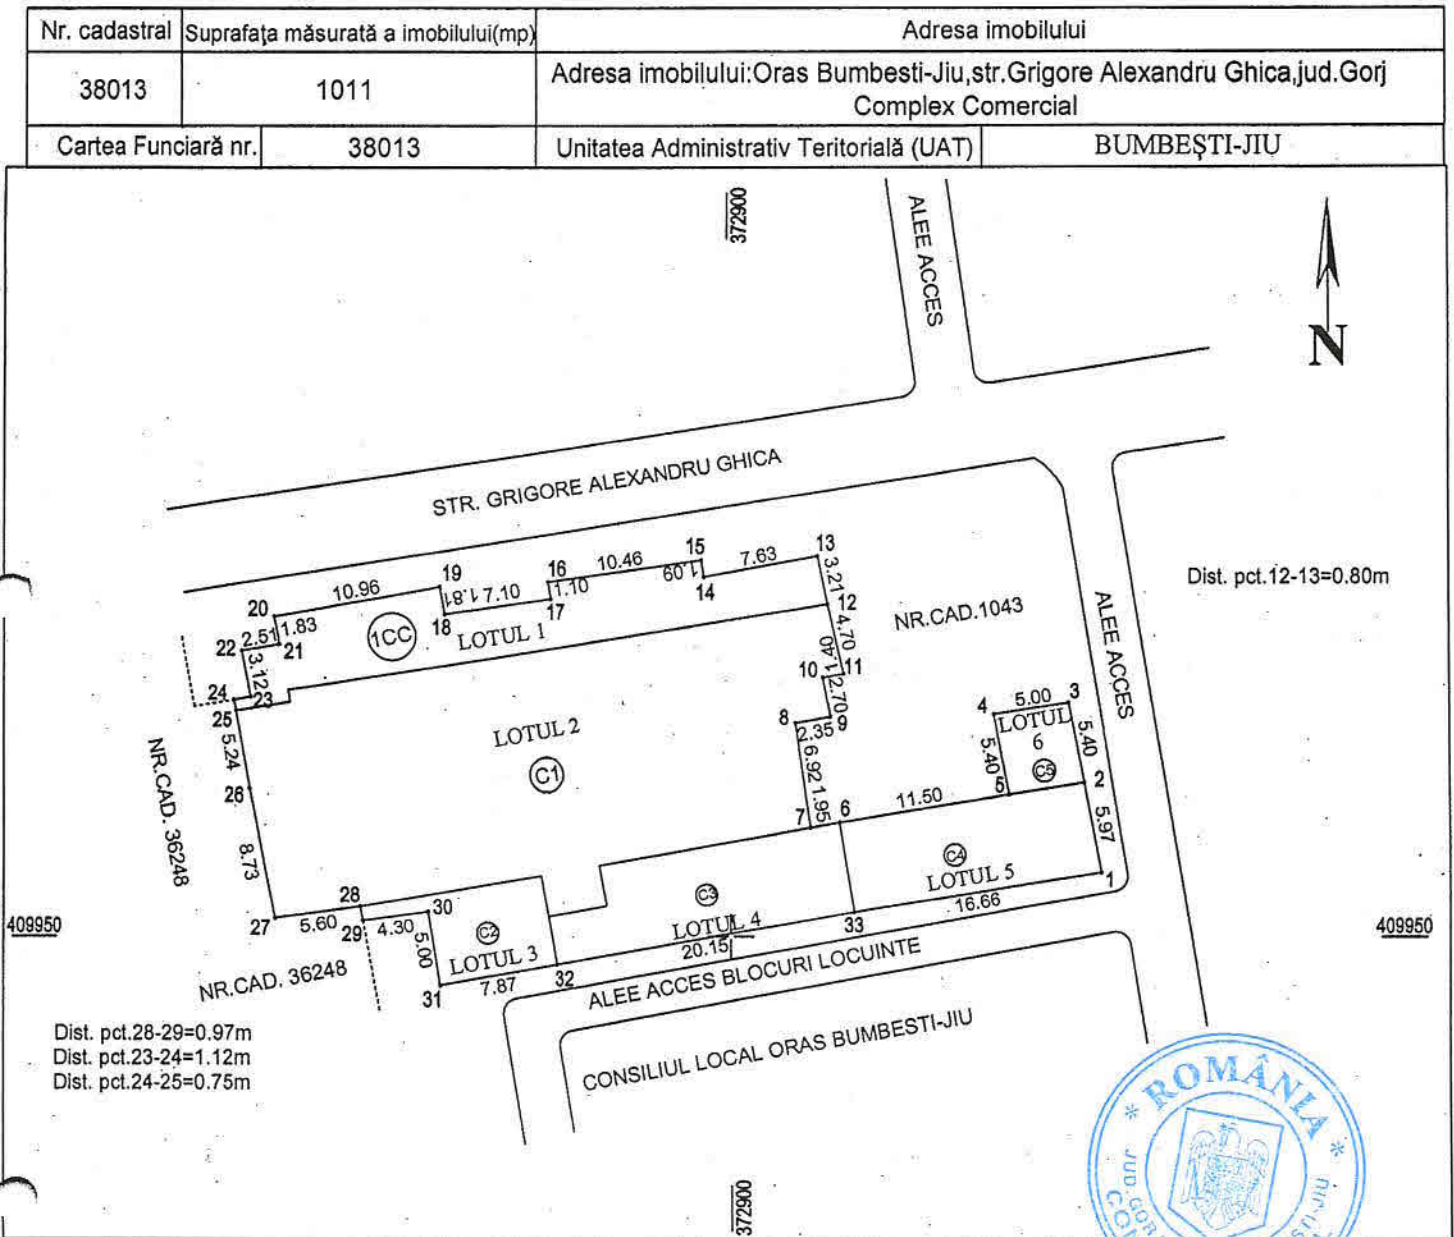 Nr. cadastral Suprafaţa măsurată a imobilului(mp) Adresa imobilului
38013 1011 Adresa imobilului:Oras Bumbesti-Jiu,str.Grigore Alexandru Ghica,jud.Gorj
Complex Comercial
Cartea Funciară nr. 38013 Unitatea Administrativ Teritorială (UAT) BUMBEŞTI-JIU
372900
ALEE ACCES
N
STR. GRIGORE ALEXANDRU GHICA
Dist. pct.12-13=0.80m
20 10.96 19 1.81 7.10 16 10.46 15 1.09 7.63 13
22 2.51 1.83 21 1CC 18 LOTUL 1 17 1.10 14 3.21 12
3.12 24 23 25
NR.CAD.1043
ALEE ACCES
4.70 10 1.40 11
2.70 8 2.35 9
4 5.00 3
LOTUL
6
5.40 C5 5.40
5 2
LOTUL 2
C1
5.24
26
NR.CAD. 36248
8.73
6.92 1.95
7 6 11.50
5.97
C4
LOTUL 5
1
16.66
33
C3
LOTUL 4
20.15
28 30
27 5.60 29 4.30
5.00
C2
LOTUL 3
31 7.87 32
409950
409950
NR.CAD. 36248
ALEE ACCES BLOCURI LOCUINTE
CONSILIUL LOCAL ORAS BUMBESTI-JIU
Dist. pct.28-29=0.97m
Dist. pct.23-24=1.12m
Dist. pct.24-25=0.75m
372900
* ROMÂNIA *